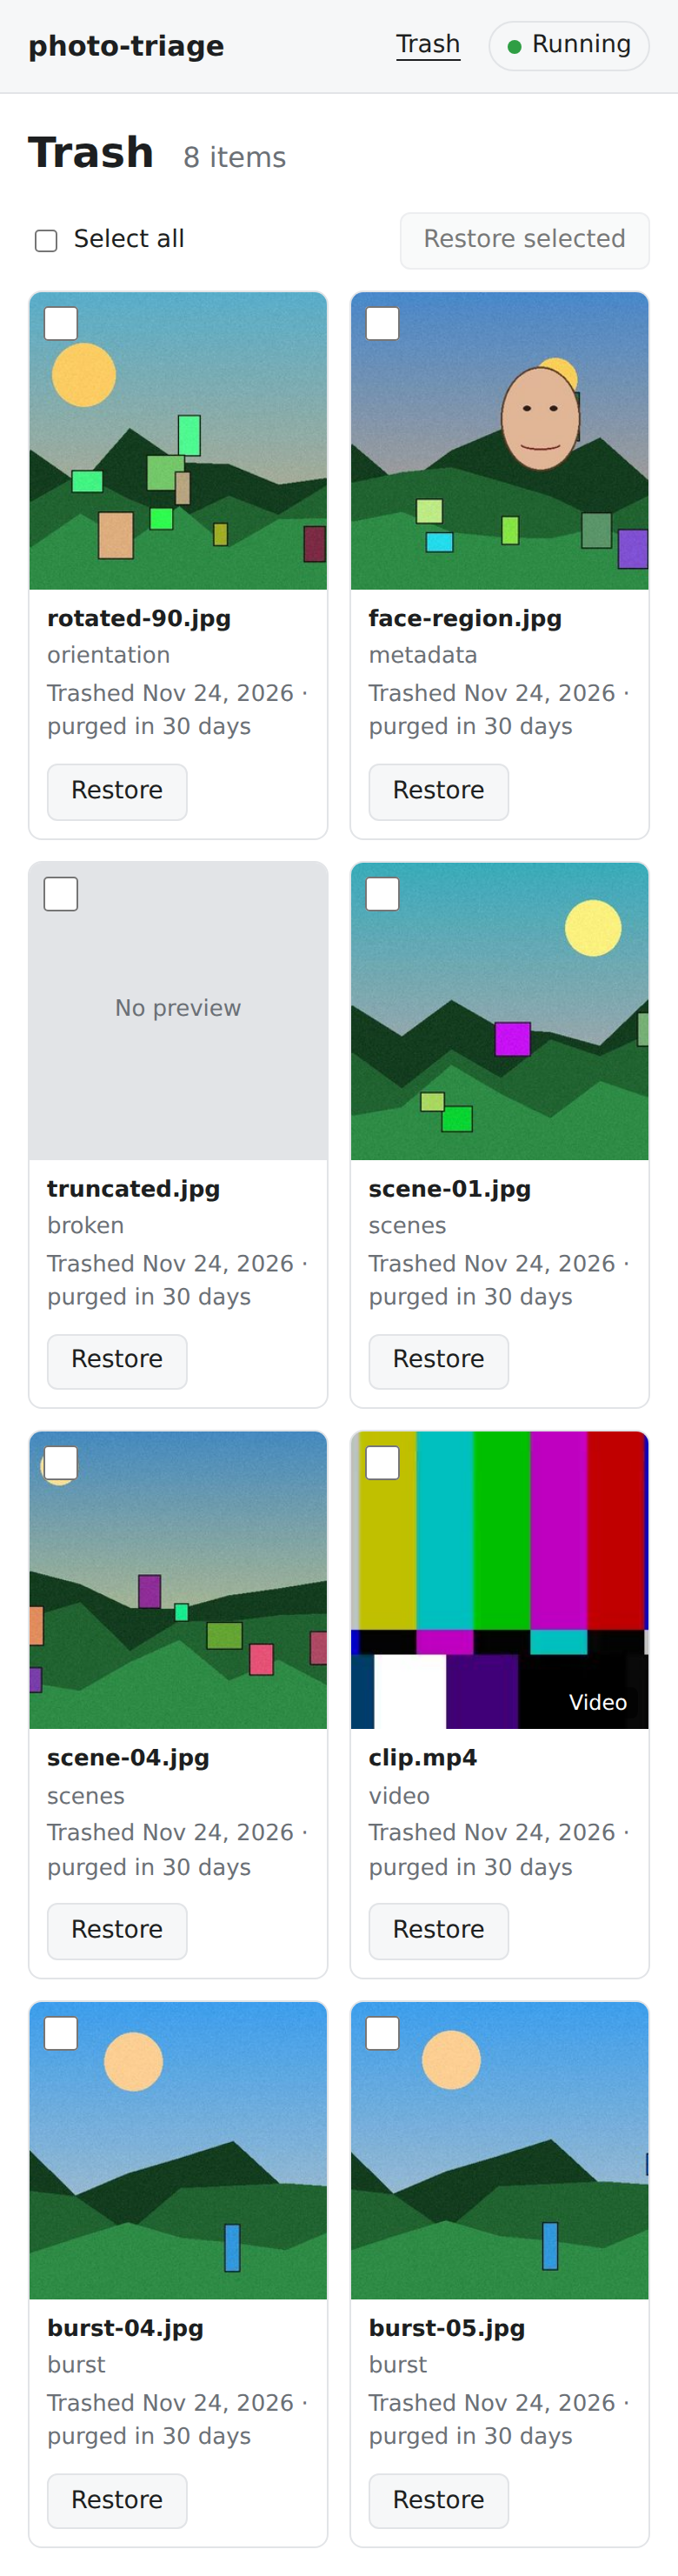 photo-triage
Trash
Running
Trash 8 items
Select all
Restore selected
rotated-90.jpg
orientation
Trashed Nov 24, 2026 ·
purged in 30 days
Restore
face-region.jpg
metadata
Trashed Nov 24, 2026 ·
purged in 30 days
Restore
No preview
truncated.jpg
broken
Trashed Nov 24, 2026 ·
purged in 30 days
Restore
scene-01.jpg
scenes
Trashed Nov 24, 2026 ·
purged in 30 days
Restore
scene-04.jpg
scenes
Trashed Nov 24, 2026 ·
purged in 30 days
Restore
Video
clip.mp4
video
Trashed Nov 24, 2026 ·
purged in 30 days
Restore
burst-04.jpg
burst
Trashed Nov 24, 2026 ·
purged in 30 days
Restore
burst-05.jpg
burst
Trashed Nov 24, 2026 ·
purged in 30 days
Restore